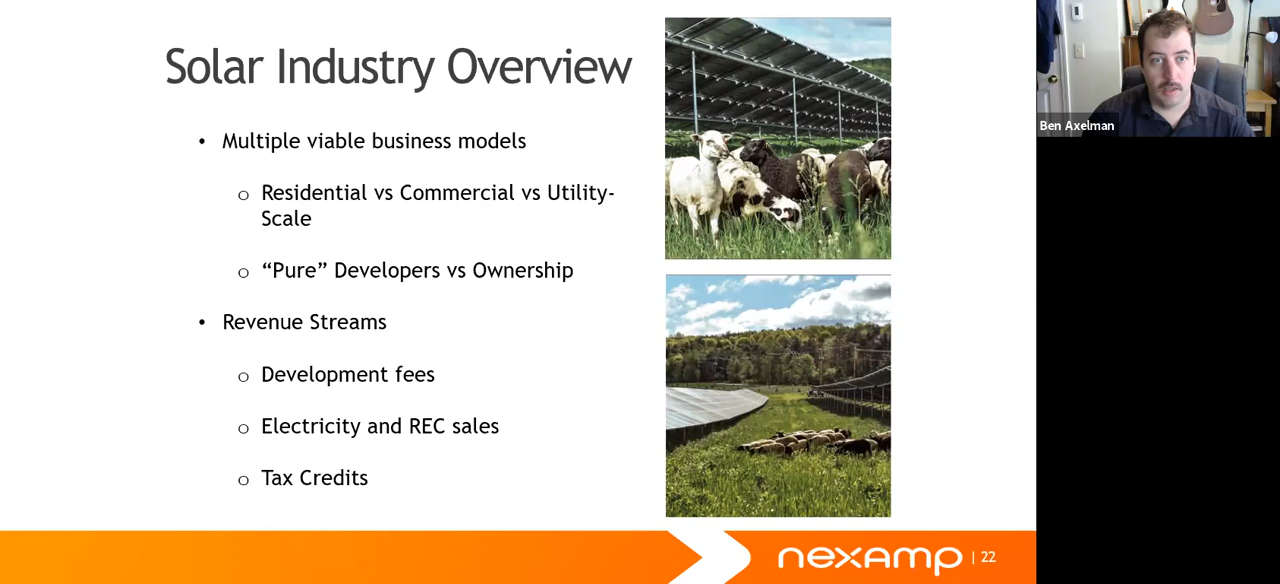 Solar Industry Overview
• Multiple viable business models
o Residential vs Commercial vs Utility-
Scale
o “Pure” Developers vs Ownership
• Revenue Streams
o Development fees
o Electricity and REC sales
o Tax Credits
nexamp | 22
Ben Axelman